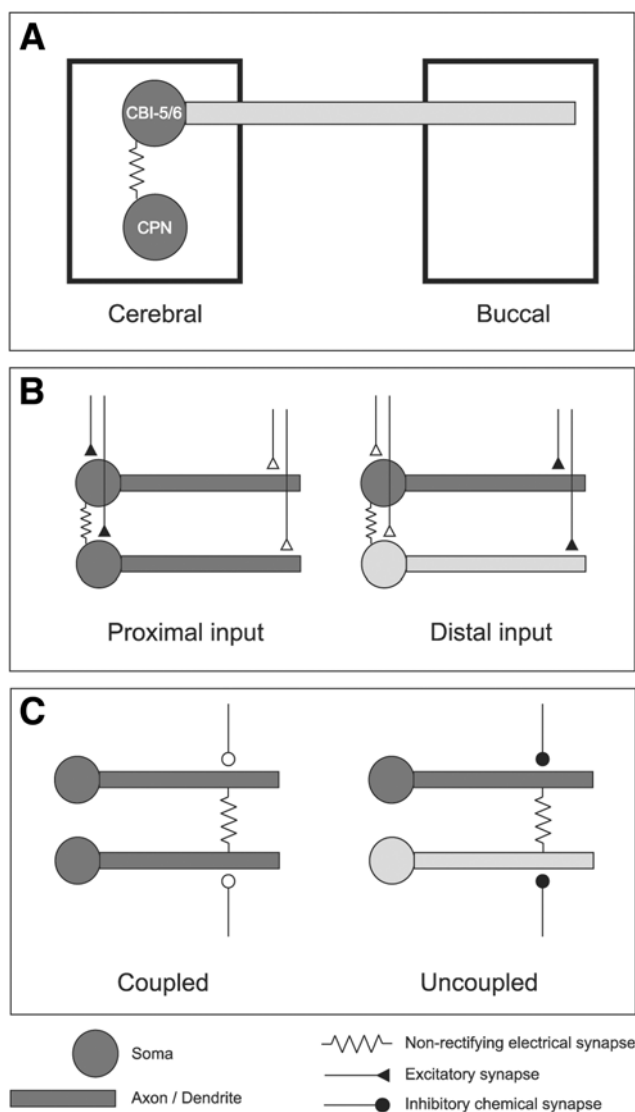 A
CBI-5/6
CPN
Cerebral
Buccal
B
Proximal input
Distal input
C
Coupled
Uncoupled
Soma
Non-rectifying electrical synapse
Excitatory synapse
Axon / Dendrite
Inhibitory chemical synapse